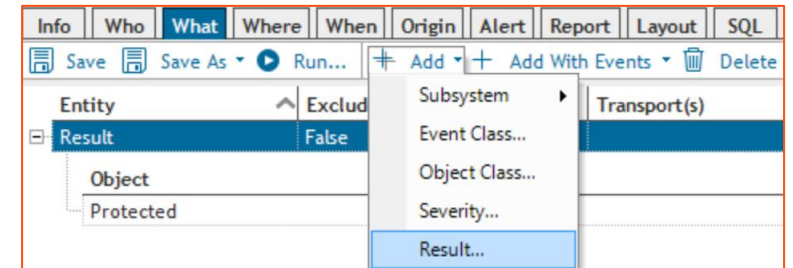 Info Who What Where When Origin Alert Report Layout SQL
Save Save As Run... Add Add With Events Delete
Entity Exclud Transport(s)
Subsystem
Result False
Event Class...
Object
Object Class...
Protected
Severity...
Result...